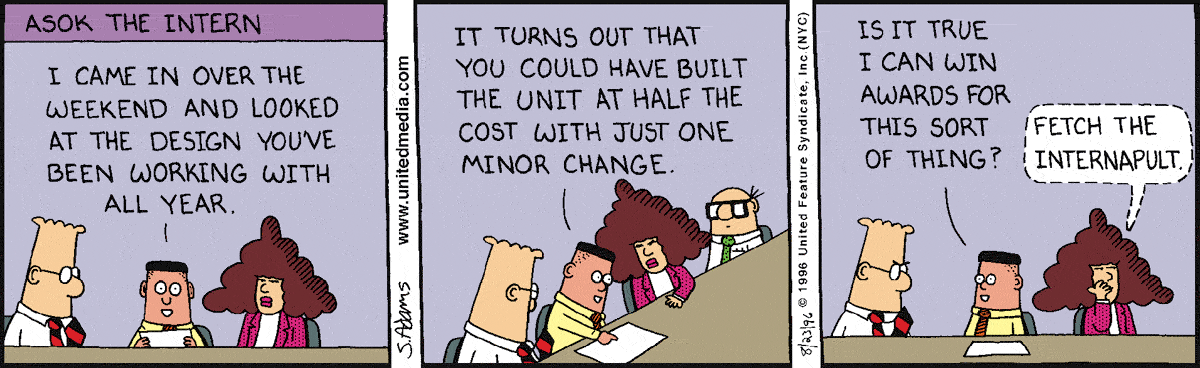 ASOK THE INTERN
I CAME IN OVER THE
WEEKEND AND LOOKED
AT THE DESIGN YOU'VE
BEEN WORKING WITH
ALL YEAR.
www.unitedmedia.com
S.Adams
IT TURNS OUT THAT
YOU COULD HAVE BUILT
THE UNIT AT HALF THE
COST WITH JUST ONE
MINOR CHANGE.
8/23/96 © 1996 United Feature Syndicate, Inc.(NYC)
IS IT TRUE
I CAN WIN
AWARDS FOR
THIS SORT
OF THING?
FETCH THE
INTERNAPULT.